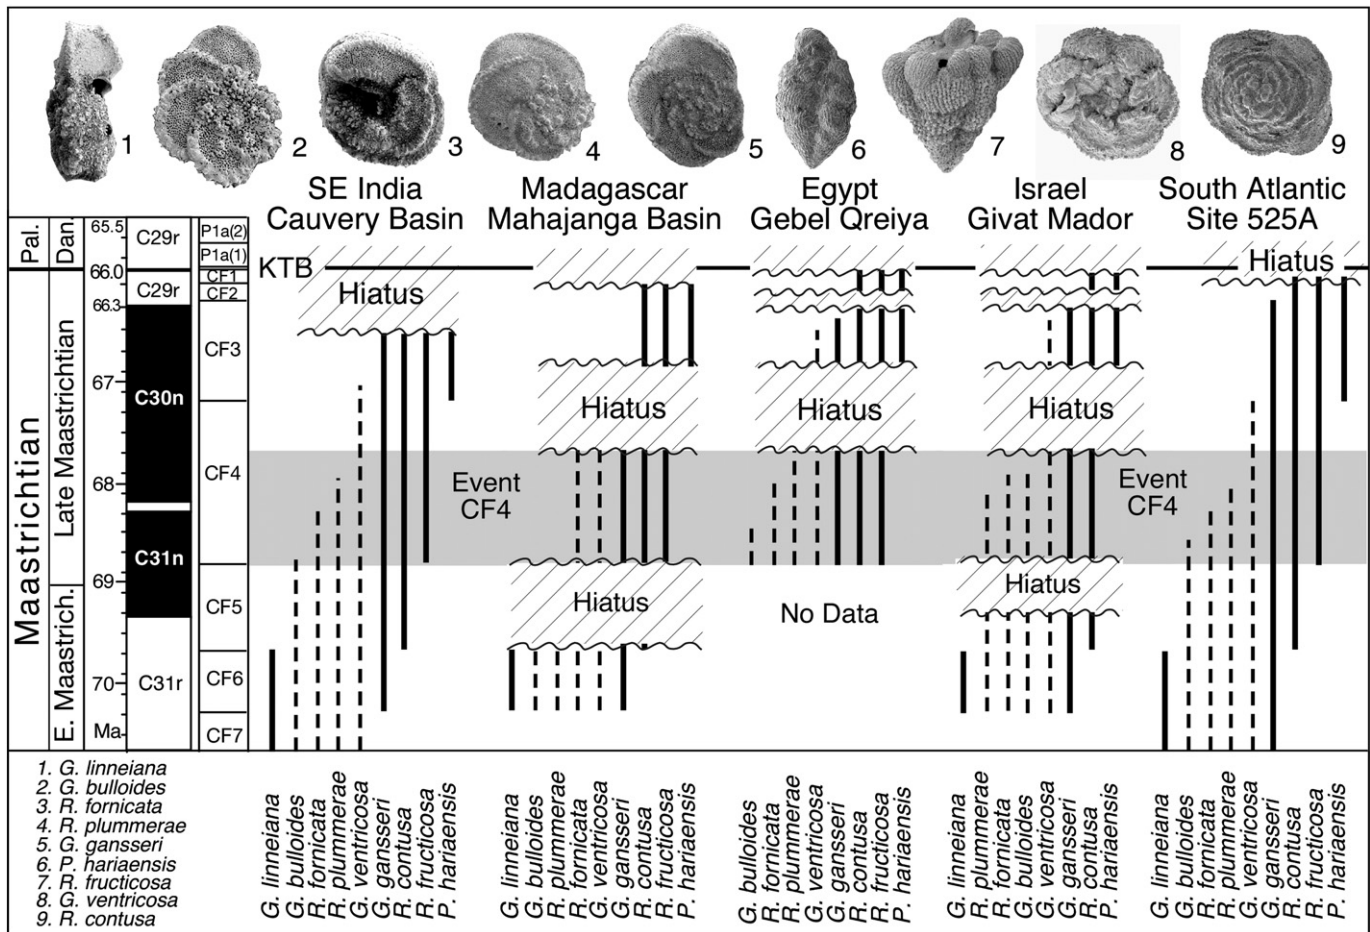 1
2
3
4
5
6
7
8
9
SE India
Cauvery Basin
Madagascar
Mahajanga Basin
Egypt
Gebel Qreiya
Israel
Givat Mador
South Atlantic
Site 525A
Maastrichtian
Pal.
Dan.
Late Maastrichtian
E. Maastrich.
65.5
66.0
66.3
67
68
69
70
Ma
C29r
C29r
C30n
C31n
C31r
P1a(2)
P1a(1)
CF1
CF2
CF3
CF4
CF5
CF6
CF7
KTB
Hiatus
Hiatus
Hiatus
Hiatus
Hiatus
Hiatus
Hiatus
Event
CF4
Event
CF4
No Data
Hiatus
1. G. linneiana
2. G. bulloides
3. R. fornicata
4. R. plummerae
5. G. gansseri
6. P. hariaensis
7. R. fructicosa
8. G. ventricosa
9. R. contusa
G. linneiana
G. bulloides
R. fornicata
R. plummerae
G. ventricosa
G. gansseri
R. contusa
R. fructicosa
P. hariaensis
G. linneiana
G. bulloides
R. plummerae
R. fornicata
G. ventricosa
G. gansseri
R. contusa
R. fructicosa
P. hariaensis
G. bulloides
R. fornicata
R. plummerae
G. ventricosa
G. gansseri
R. contusa
R. fructicosa
P. hariaensis
G. linneiana
R. plummerae
R. fornicata
G. bulloides
G. ventricosa
G. gansseri
R. contusa
P. hariaensis
G. linneiana
G. bulloides
R. fornicata
R. plummerae
G. ventricosa
G. gansseri
R. contusa
R. fructicosa
P. hariaensis